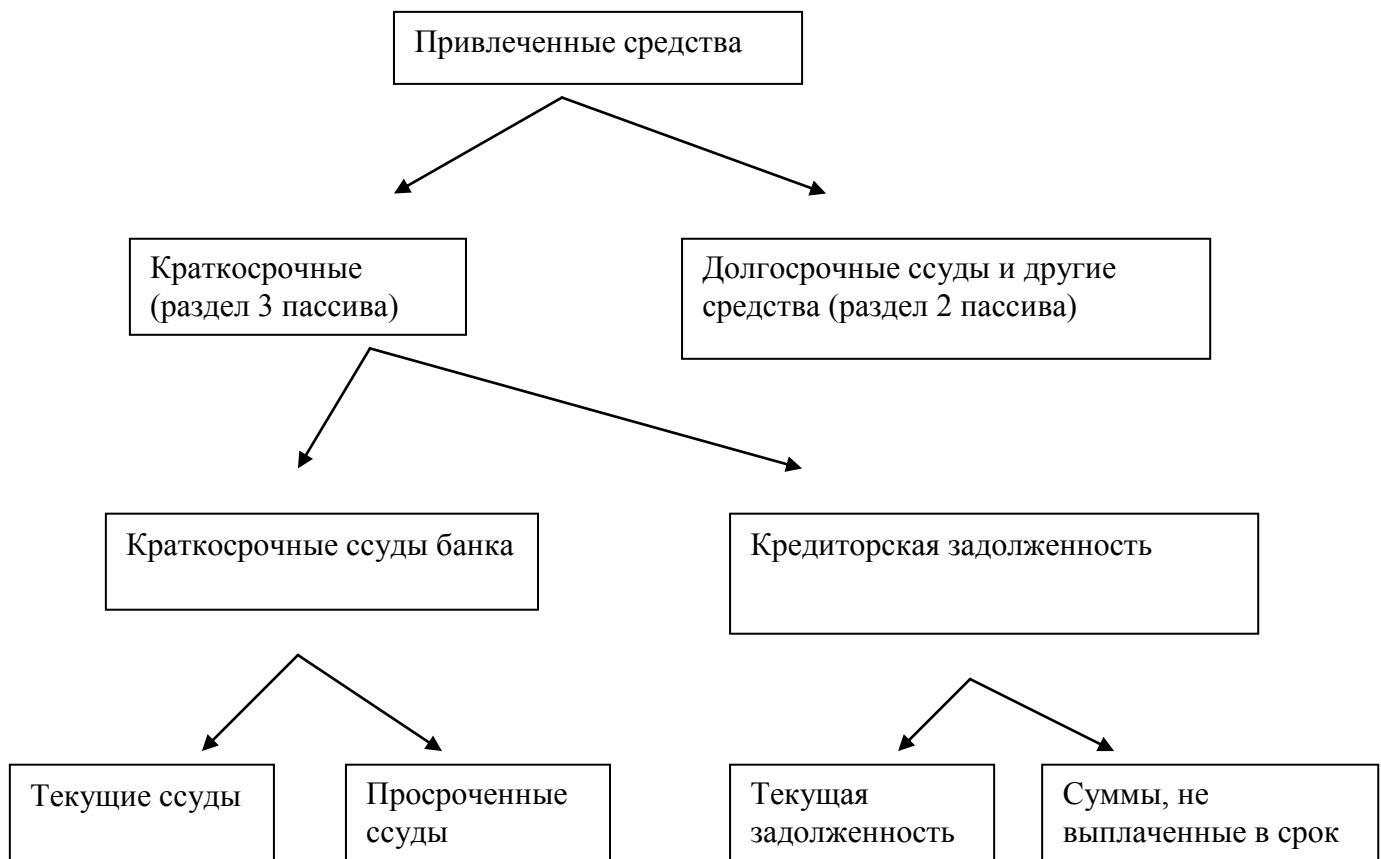 Привлеченные средства
Краткосрочные
(раздел 3 пассива)
Долгосрочные ссуды и другие
средства (раздел 2 пассива)
Краткосрочные ссуды банка
Кредиторская задолженность
Текущие ссуды
Просроченные
ссуды
Текущая
задолженность
Суммы, не
выплаченные в срок